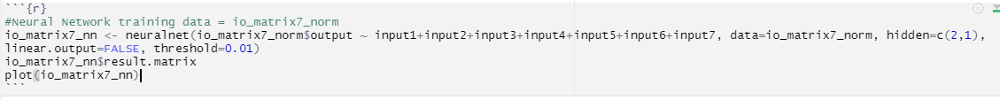 ```{r}
#Neural Network training data = io_matrix7_norm
io_matrix7_nn <- neuralnet(io_matrix7_norm$output ~ input1+input2+input3+input4+input5+input6+input7, data=io_matrix7_norm, hidden=c(2,1),
linear.output=FALSE, threshold=0.01)
io_matrix7_nn$result.matrix
plot(io_matrix7_nn)
```